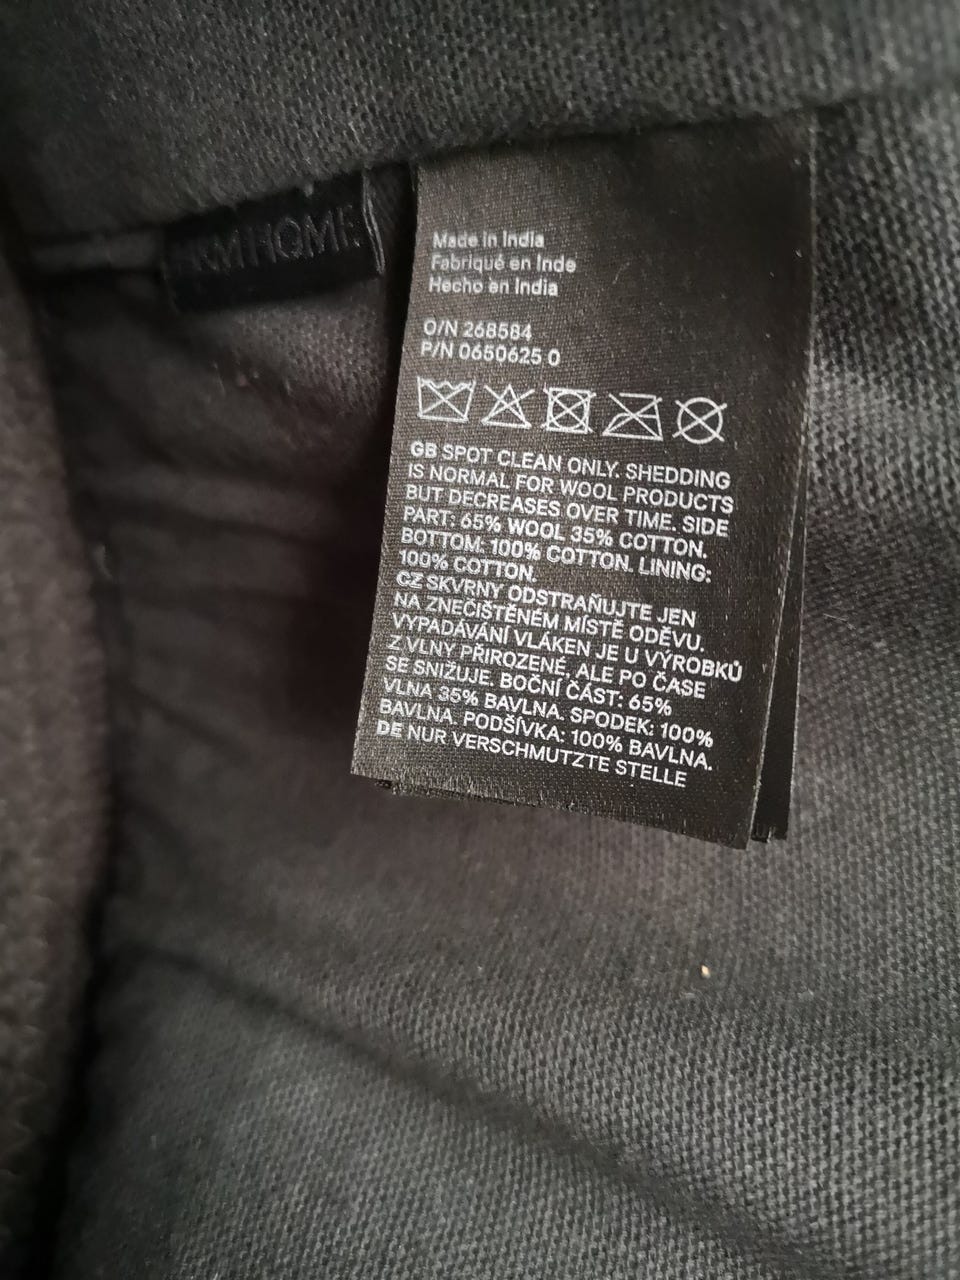 H&M HOME
Made in India
Fabriqué en Inde
Hecho en India
O/N 268584
P/N 0650625 0
GB SPOT CLEAN ONLY. SHEDDING
IS NORMAL FOR WOOL PRODUCTS
BUT DECREASES OVER TIME. SIDE
PART: 65% WOOL 35% COTTON.
BOTTOM: 100% COTTON. LINING:
100% COTTON.
CZ SKVRNY ODSTRAŇUJTE JEN
NA ZNEČIŠTĚNÉM MÍSTĚ ODĚVU.
VYPADÁVÁNÍ VLÁKEN JE U VÝROBKŮ
Z VLNY PŘIROZENÉ, ALE PO ČASE
SE SNIŽUJE. BOČNÍ ČÁST: 65%
VLNA 35% BAVLNA. SPODEK: 100%
BAVLNA. PODŠÍVKA: 100% BAVLNA.
DE NUR VERSCHMUTZTE STELLE